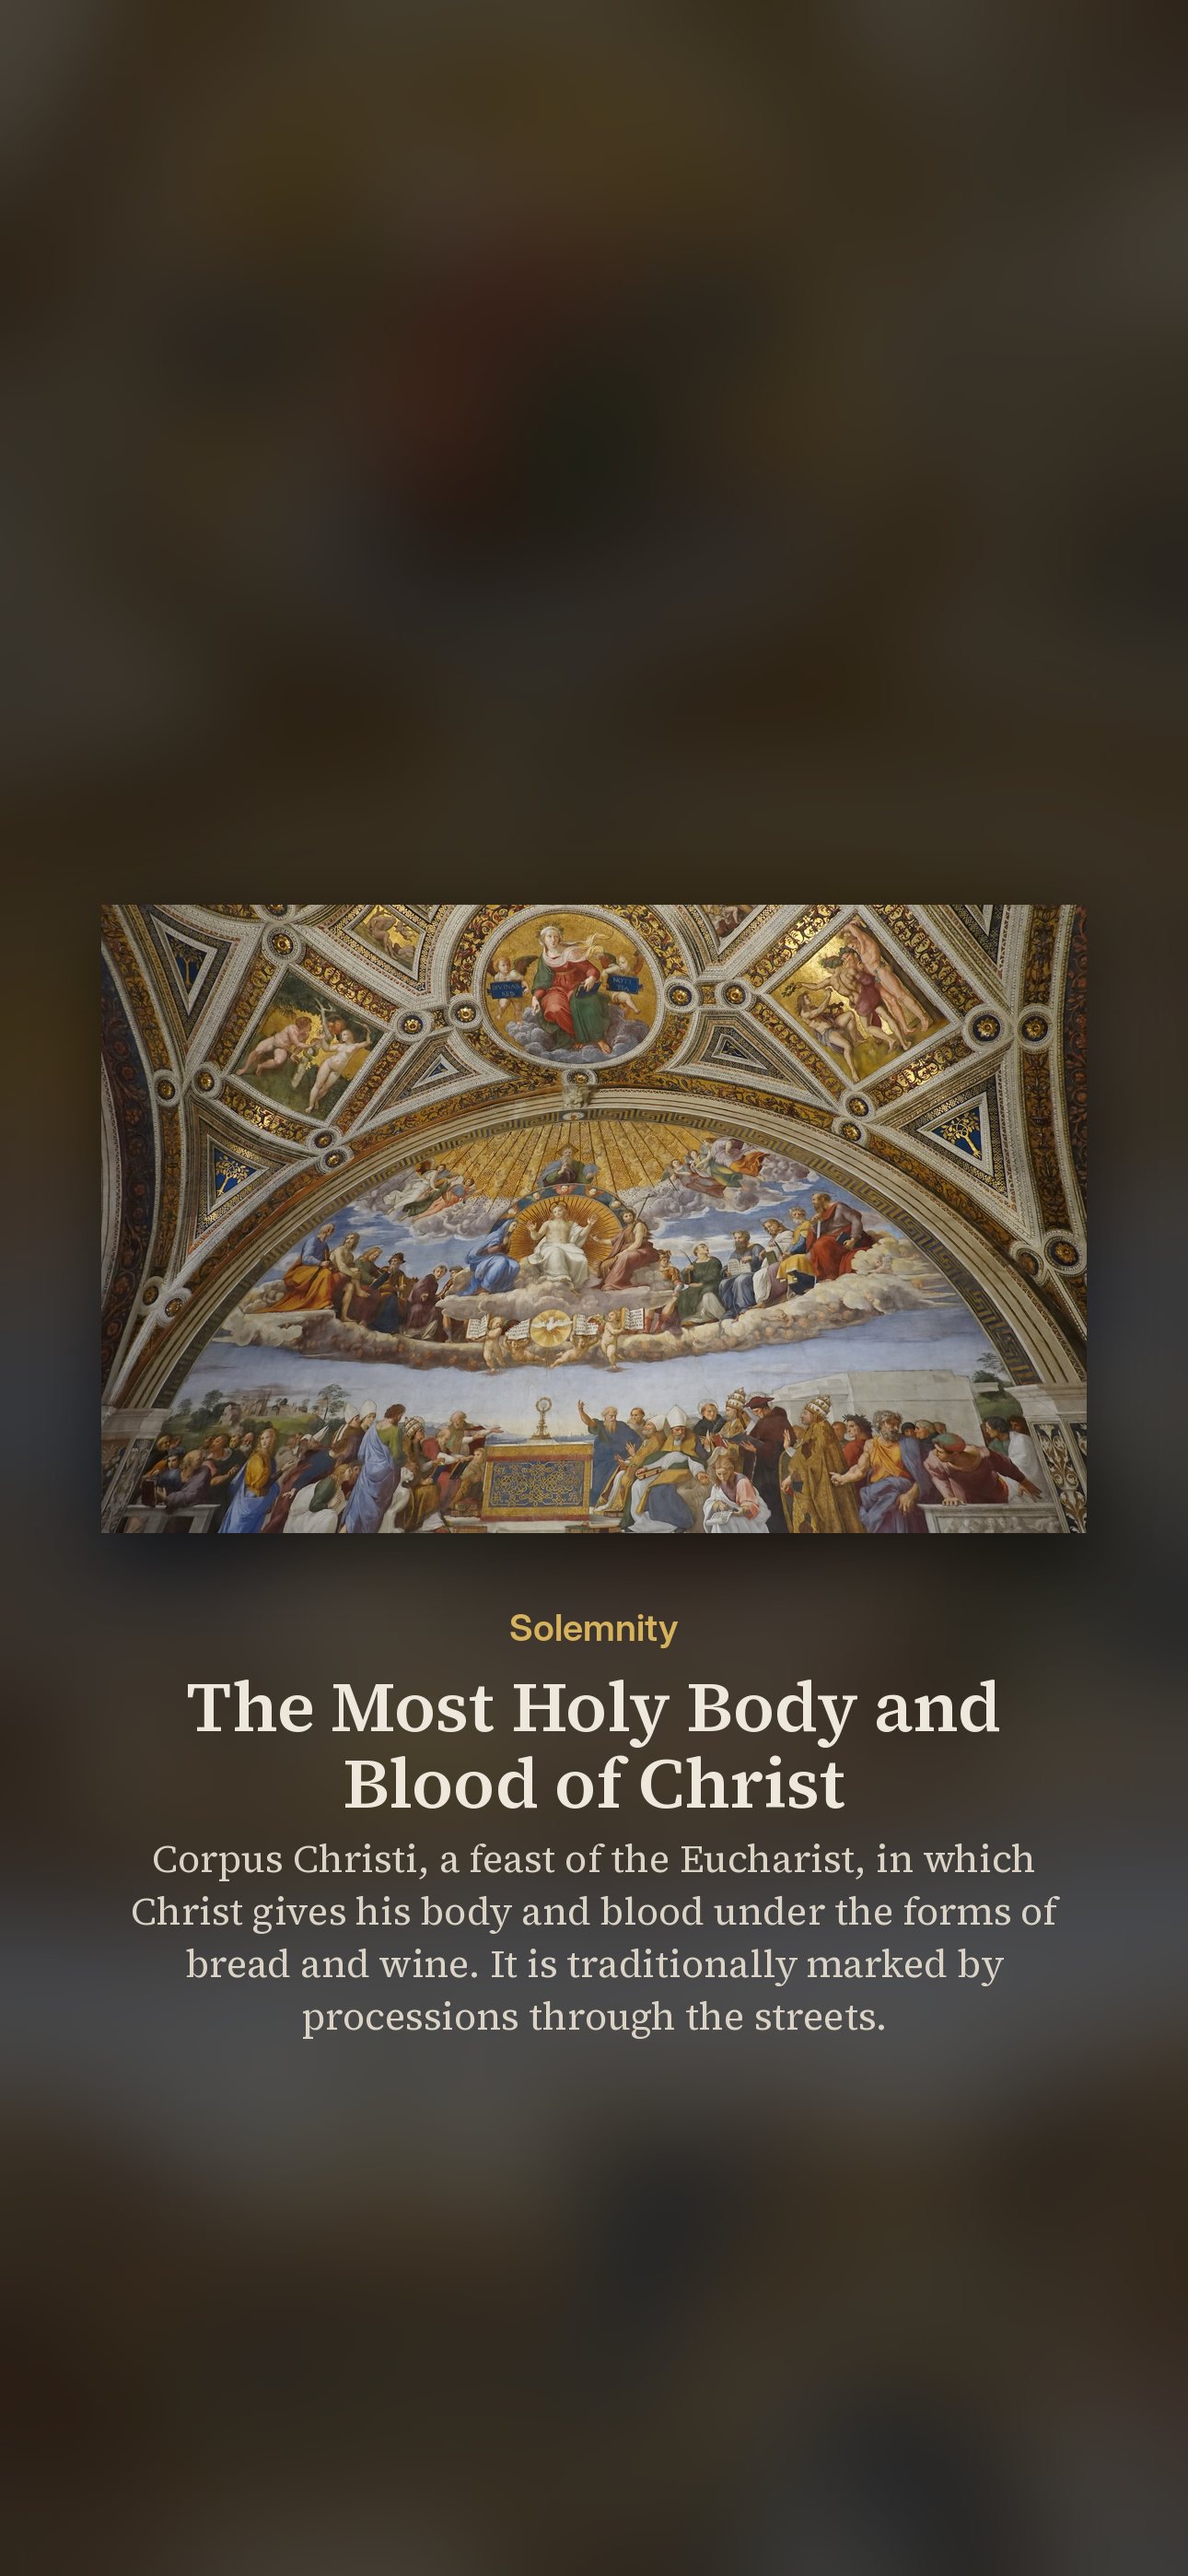 Solemnity
The Most Holy Body and
Blood of Christ
Corpus Christi, a feast of the Eucharist, in which
Christ gives his body and blood under the forms of
bread and wine. It is traditionally marked by
processions through the streets.